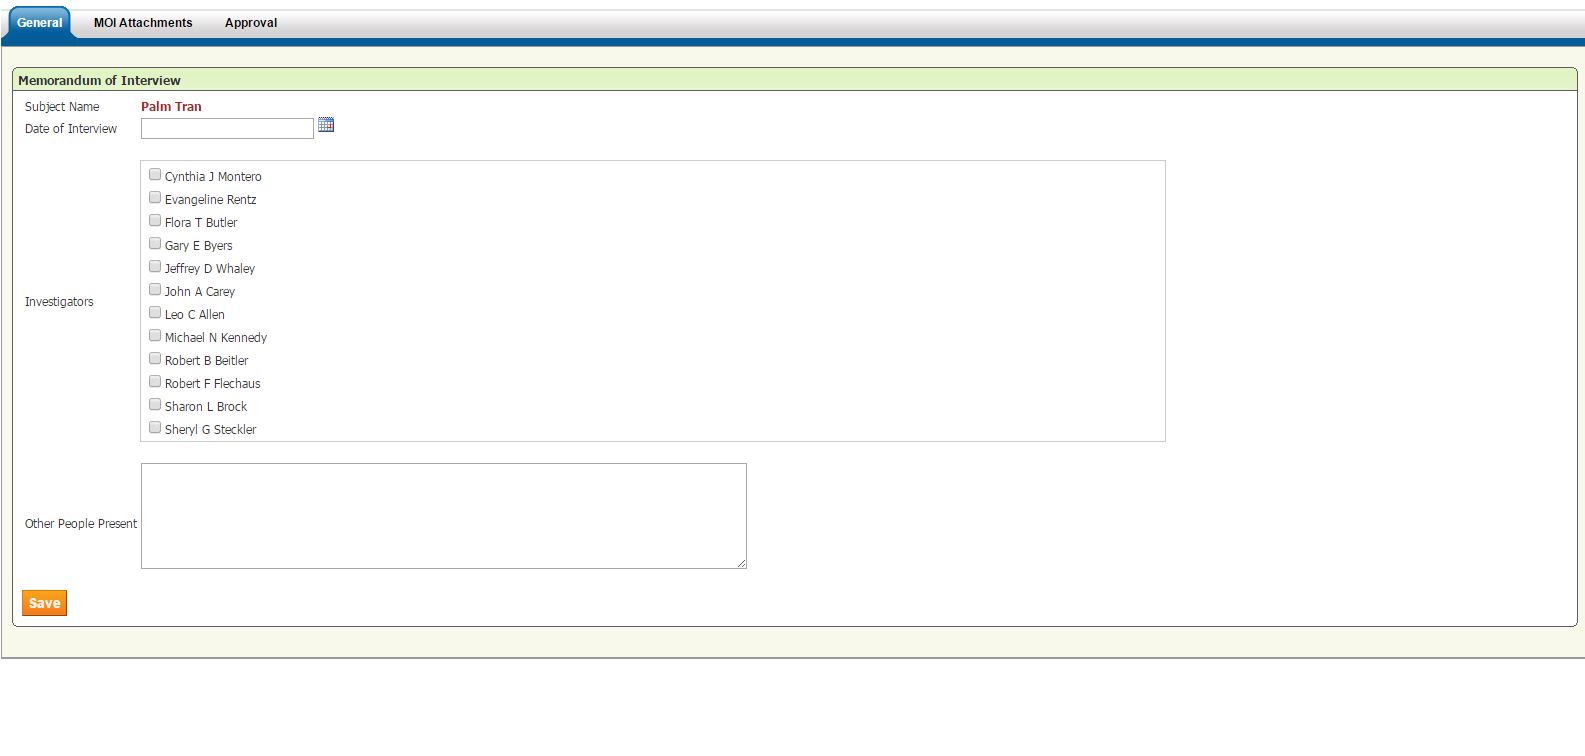 General MOI Attachments Approval
Memorandum of Interview
Subject Name Palm Tran
Date of Interview
Cynthia J Montero
Evangeline Rentz
Flora T Butler
Gary E Byers
Jeffrey D Whaley
John A Carey
Investigators
Leo C Allen
Michael N Kennedy
Robert B Beitler
Robert F Flechaus
Sharon L Brock
Sheryl G Steckler
Other People Present
Save